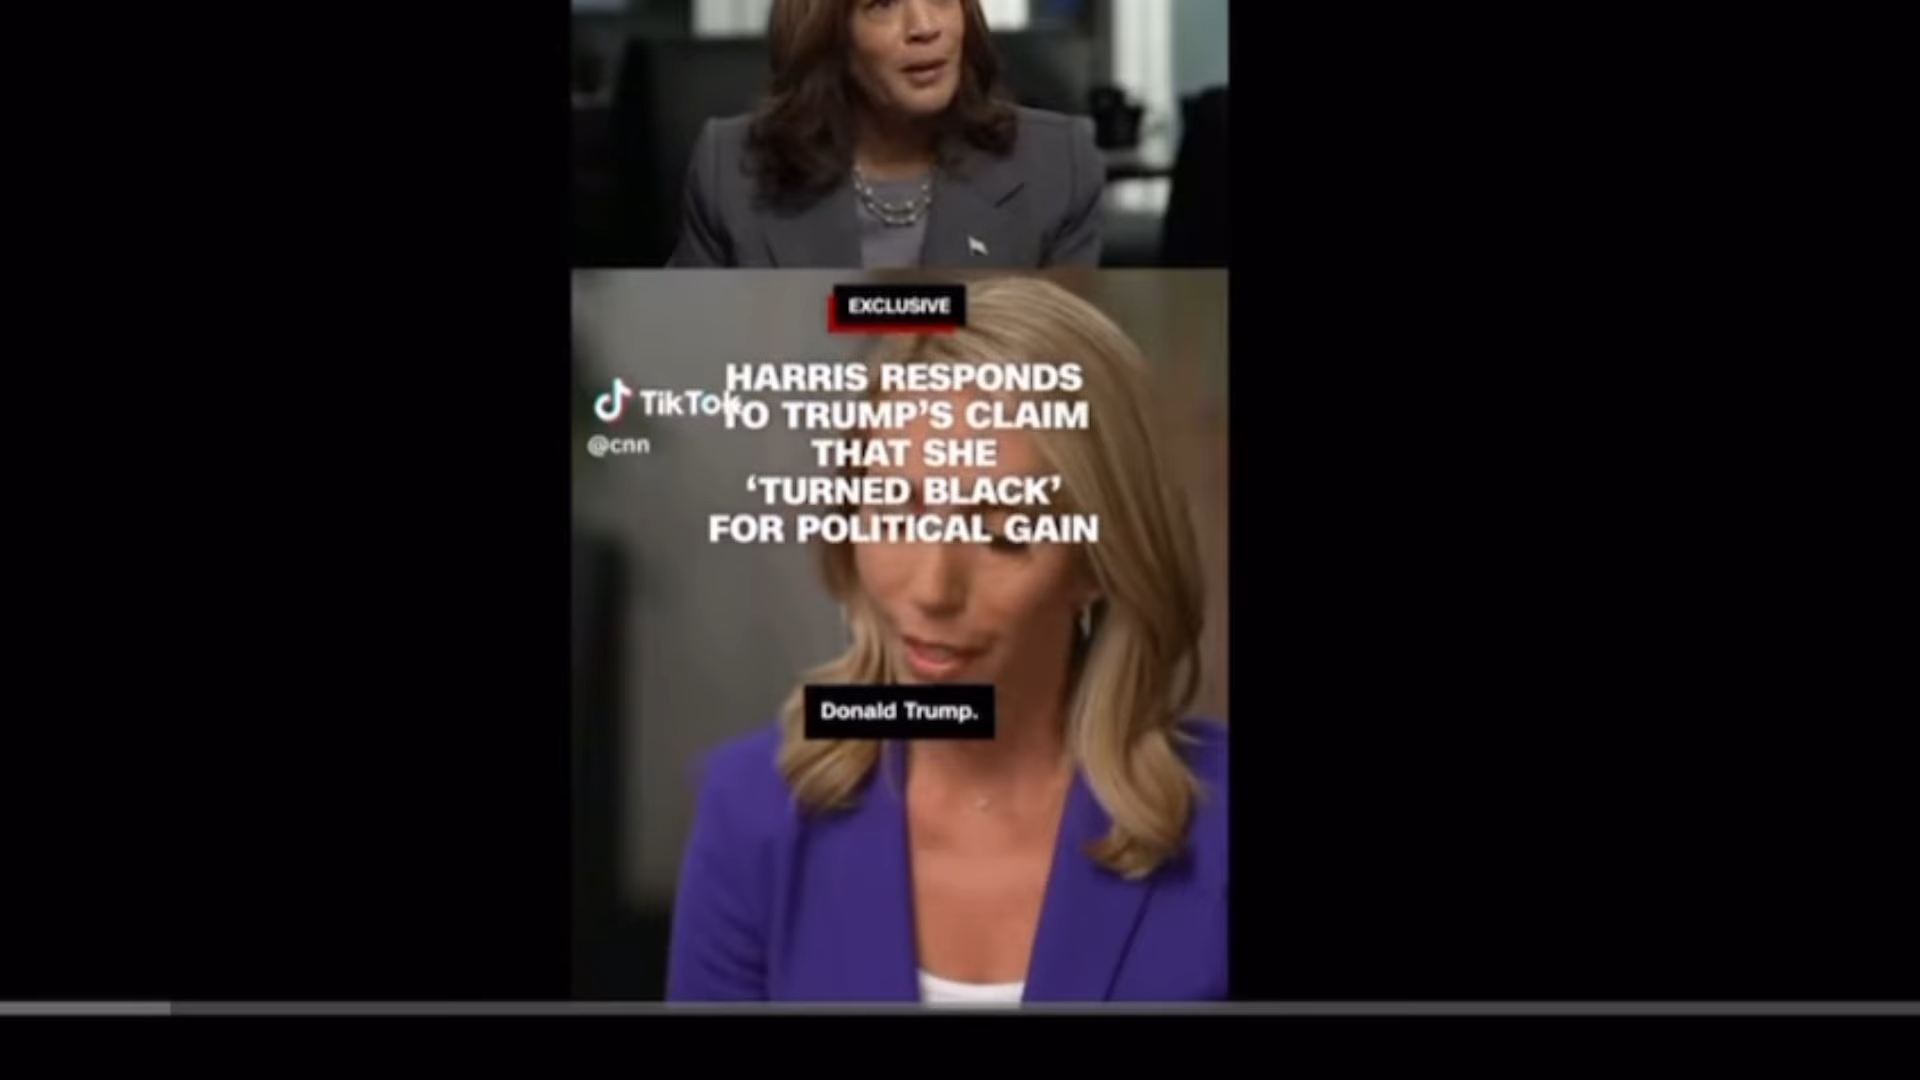 EXCLUSIVE
HARRIS RESPONDS
TikTok
TO TRUMP'S CLAIM
@cnn
THAT SHE
‘TURNED BLACK’
FOR POLITICAL GAIN
Donald Trump.